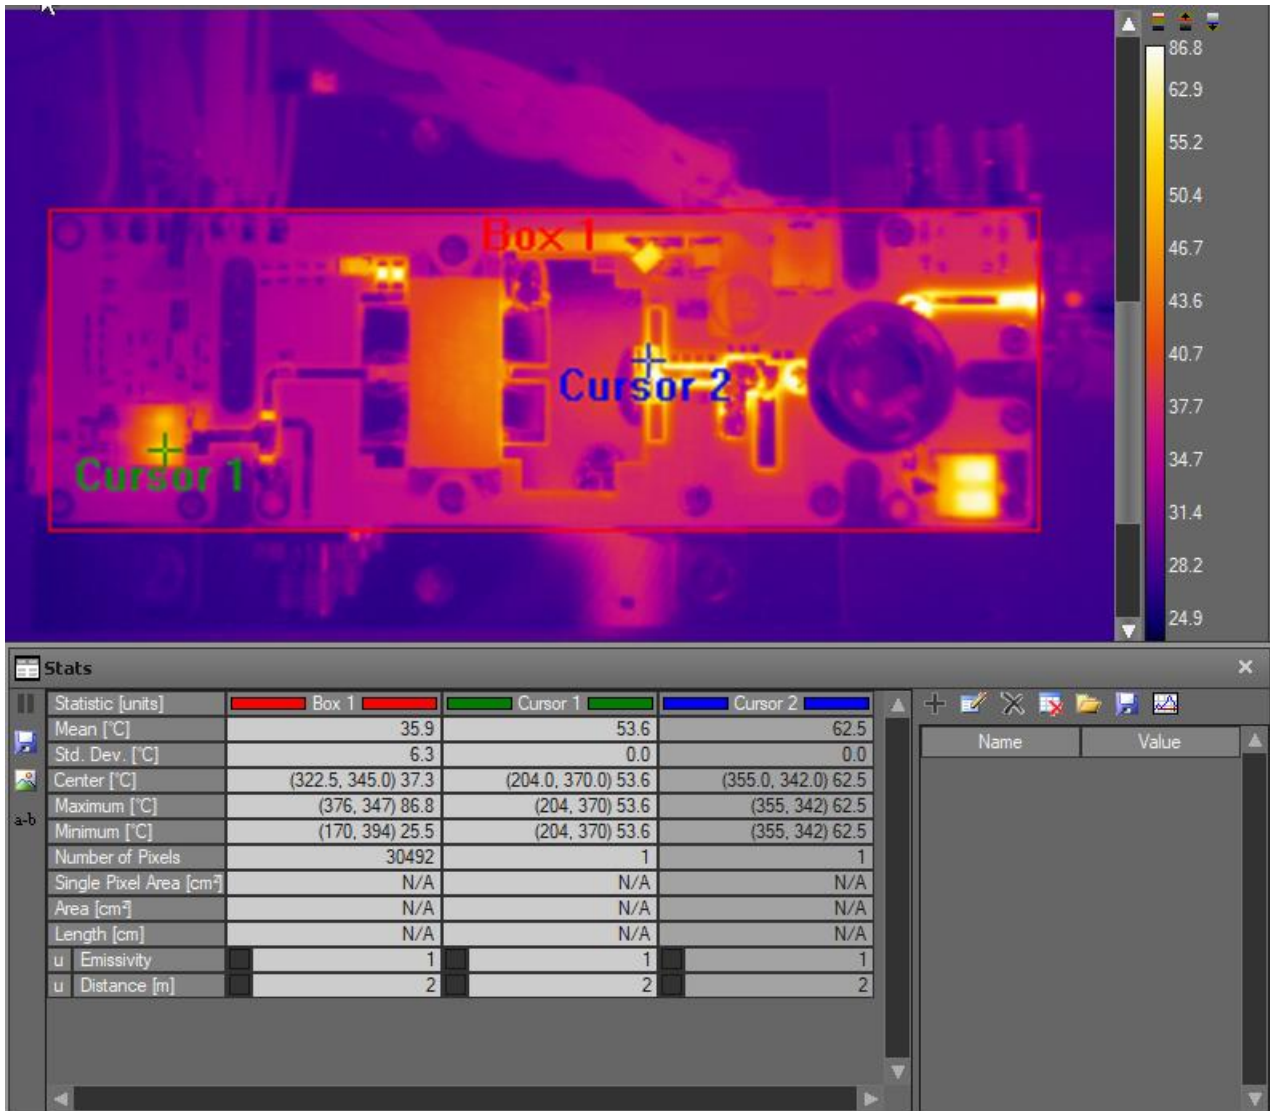 86.8
62.9
55.2
50.4
46.7
43.6
40.7
37.7
34.7
31.4
28.2
24.9
Box 1
Cursor 2
Cursor 1
Stats
Statistic [units] Box 1 Cursor 1 Cursor 2
Mean [°C] 35.9 53.6 62.5
Std. Dev. [°C] 6.3 0.0 0.0
Center [°C] (322.5, 345.0) 37.3 (204.0, 370.0) 53.6 (355.0, 342.0) 62.5
Maximum [°C] (376, 347) 86.8 (204, 370) 53.6 (355, 342) 62.5
Minimum [°C] (170, 394) 25.5 (204, 370) 53.6 (355, 342) 62.5
Number of Pixels 30492 1 1
Single Pixel Area [cm²] N/A N/A N/A
Area [cm²] N/A N/A N/A
Length [cm] N/A N/A N/A
u Emissivity 1 1 1
u Distance [m] 2 2 2
a-b
Name Value